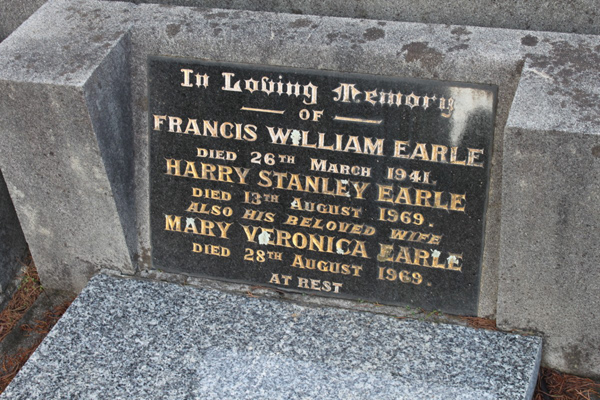 In Loving Memory
OF
FRANCIS WILLIAM EARLE
DIED 26TH MARCH 1941.
HARRY STANLEY EARLE
DIED 13TH AUGUST 1969.
ALSO HIS BELOVED WIFE
MARY VERONICA EARLE
DIED 28TH AUGUST 1969.
AT REST